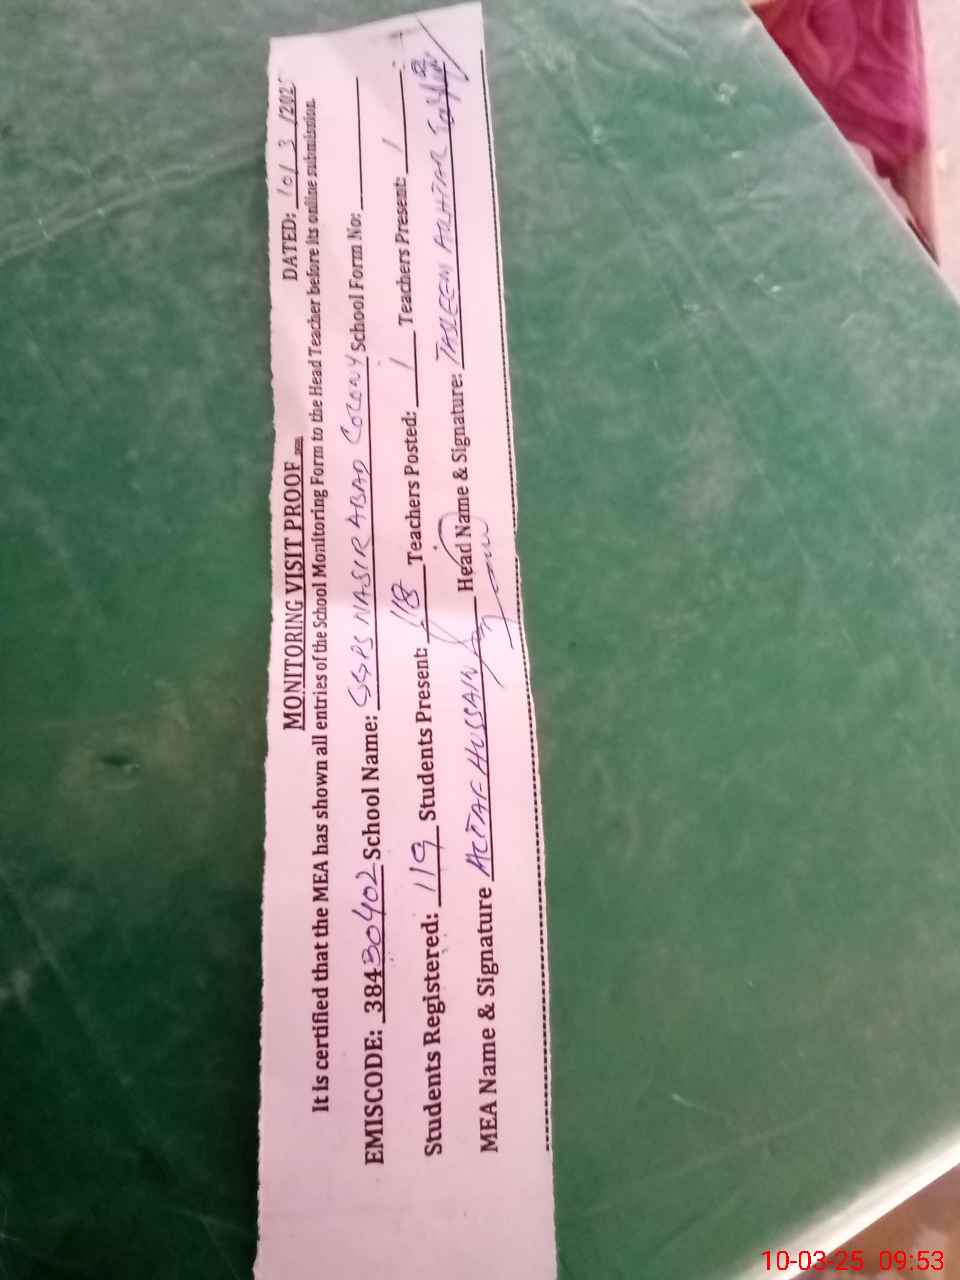 MONITORING VISIT PROOF
DATED: 10/3/202
It is certified that the MEA has shown all entries of the School Monitoring Form to the Head Teacher before its online submission.
EMISCODE: 38430402 School Name: GGPS NASIR ABAD COLONY School Form No:
Students Registered: 119 Students Present: 118 Teachers Posted: 1 Teachers Present: 1
MEA Name & Signature ALTAF HUSSAIN Head Name & Signature: TASLEEM AKHTAR
10-03-25 09:53